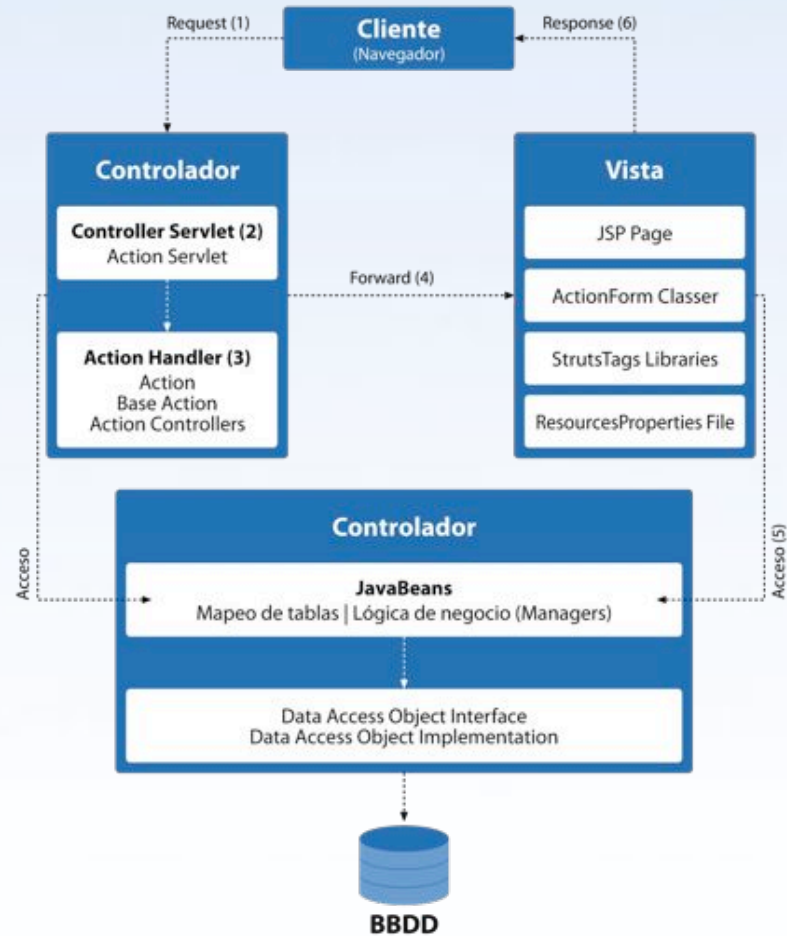 Request (1)
Cliente
(Navegador)
Response (6)
Controlador
Controller Servlet (2)
Action Servlet
Action Handler (3)
Action
Base Action
Action Controllers
Forward (4)
Vista
JSP Page
ActionForm Classer
StrutsTags Libraries
ResourcesProperties File
Acceso
Acceso (5)
Controlador
JavaBeans
Mapeo de tablas | Lógica de negocio (Managers)
Data Access Object Interface
Data Access Object Implementation
BBDD